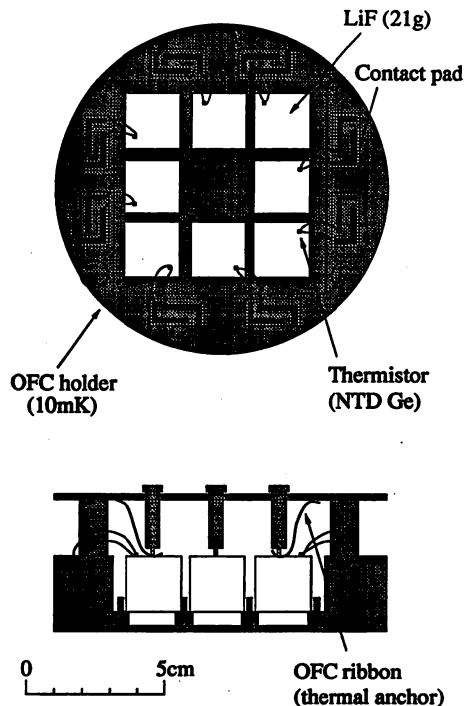 LiF (21g)
Contact pad
OFC holder
(10mK)
Thermistor
(NTD Ge)
0 5cm
OFC ribbon
(thermal anchor)